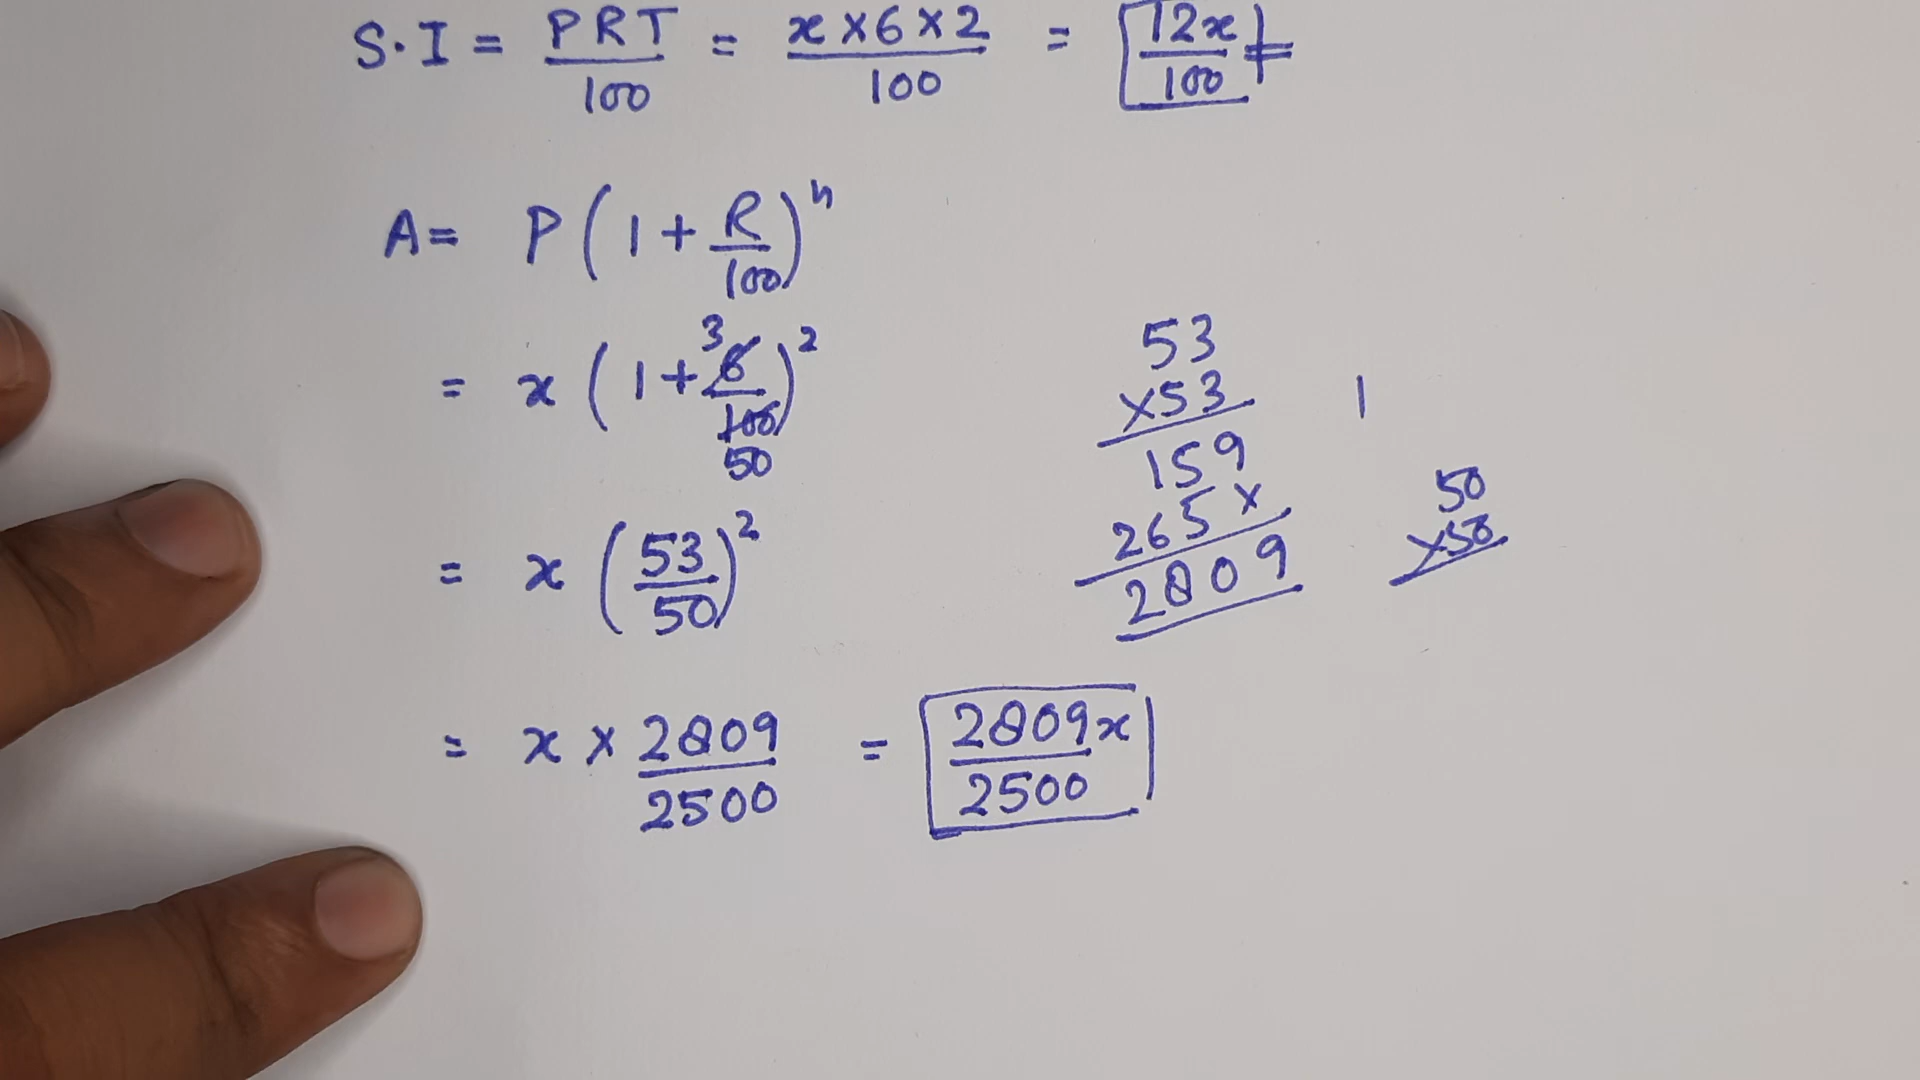 S.I = PRT/100 = x×6×2/100 = 12x/100
A = P(1+R/100)^n
= x(1+6/100)^2
3
50
= x(53/50)^2
= x × 2809/2500 = 2809x/2500
53
×53
159
265×
2809
1
50
×50